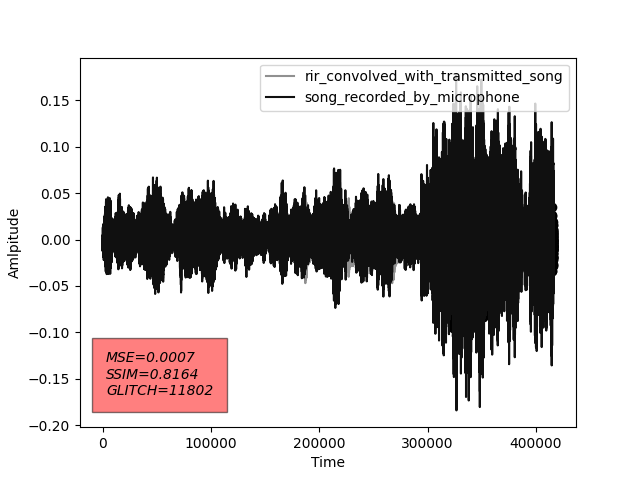 rir_convolved_with_transmitted_song
song_recorded_by_microphone
0.15
0.10
0.05
0.00
−0.05
−0.10
−0.15
−0.20
Amlpitude
MSE=0.0007
SSIM=0.8164
GLITCH=11802
0 100000 200000 300000 400000
Time